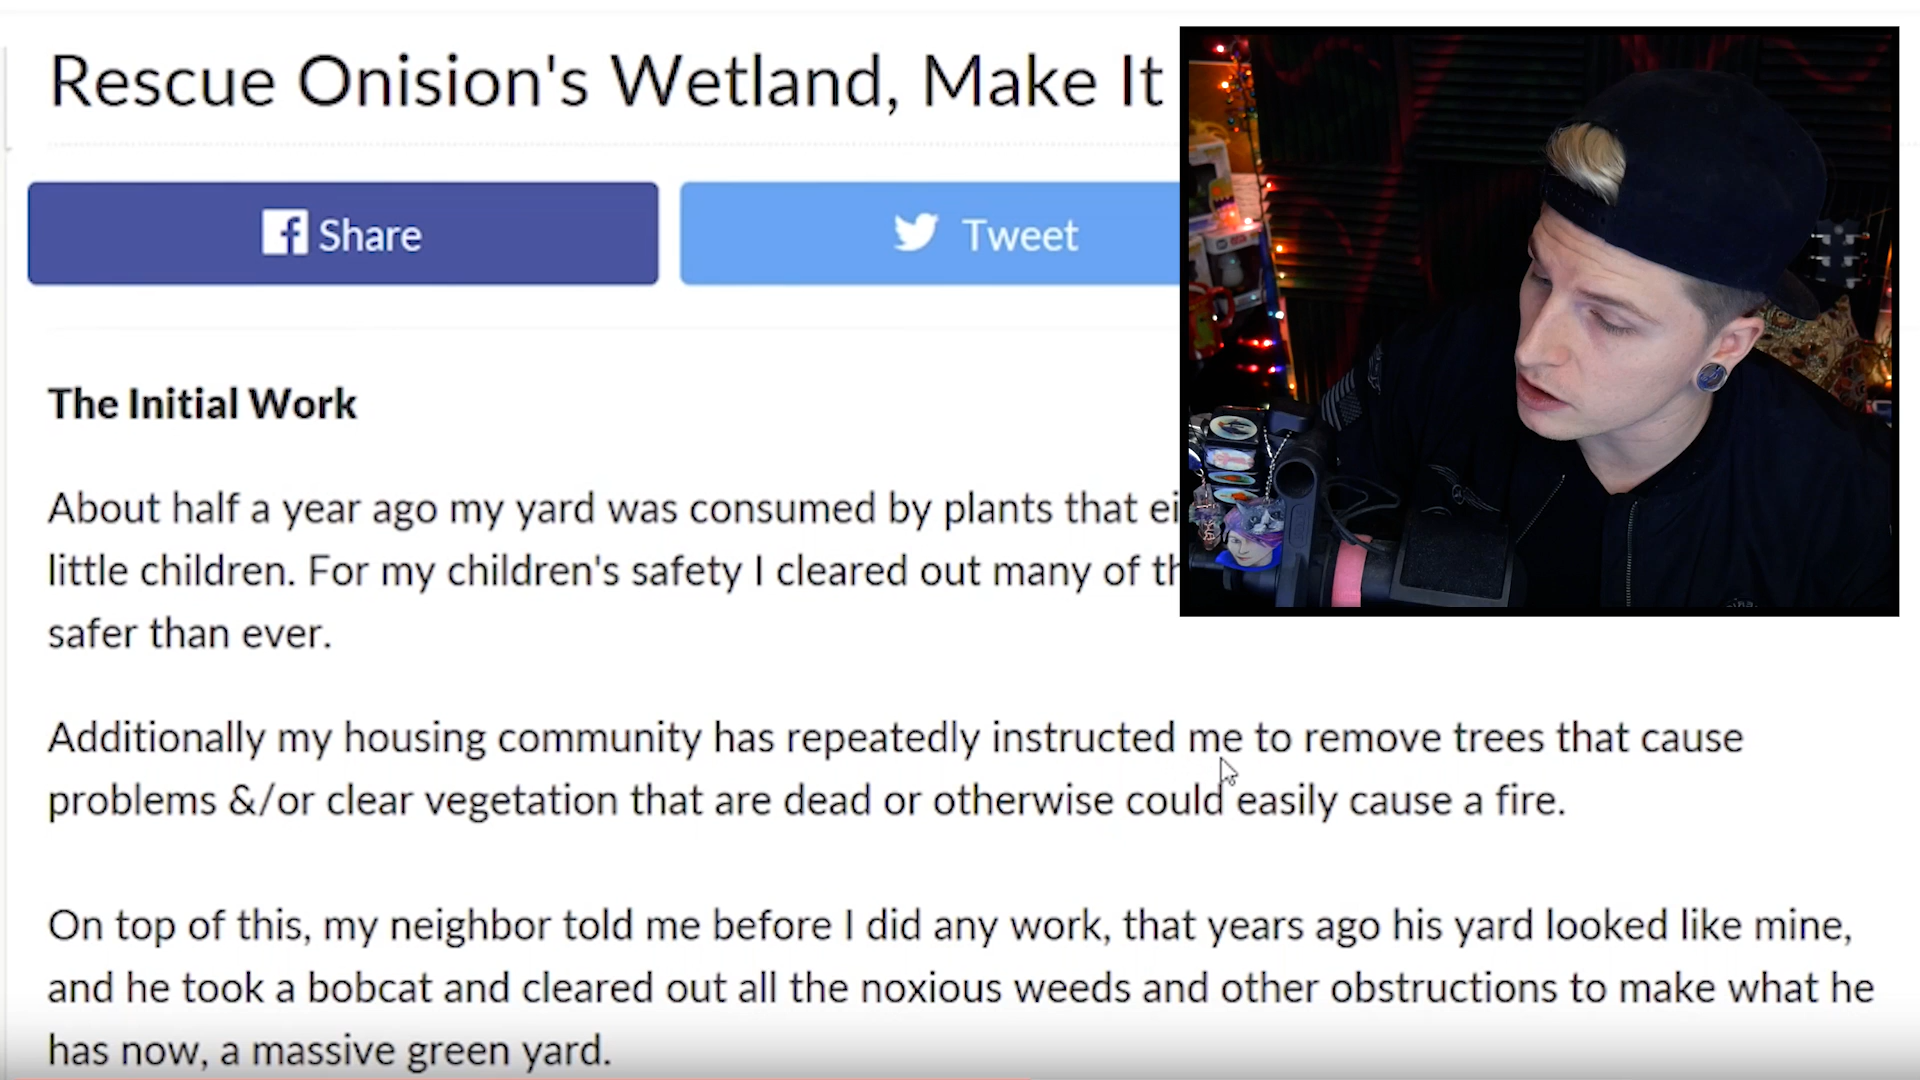 Rescue Onision's Wetland, Make It
Share
Tweet
The Initial Work
About half a year ago my yard was consumed by plants that ei
little children. For my children's safety I cleared out many of th
safer than ever.
Additionally my housing community has repeatedly instructed me to remove trees that cause
problems &/or clear vegetation that are dead or otherwise could easily cause a fire.
On top of this, my neighbor told me before I did any work, that years ago his yard looked like mine,
and he took a bobcat and cleared out all the noxious weeds and other obstructions to make what he
has now, a massive green yard.